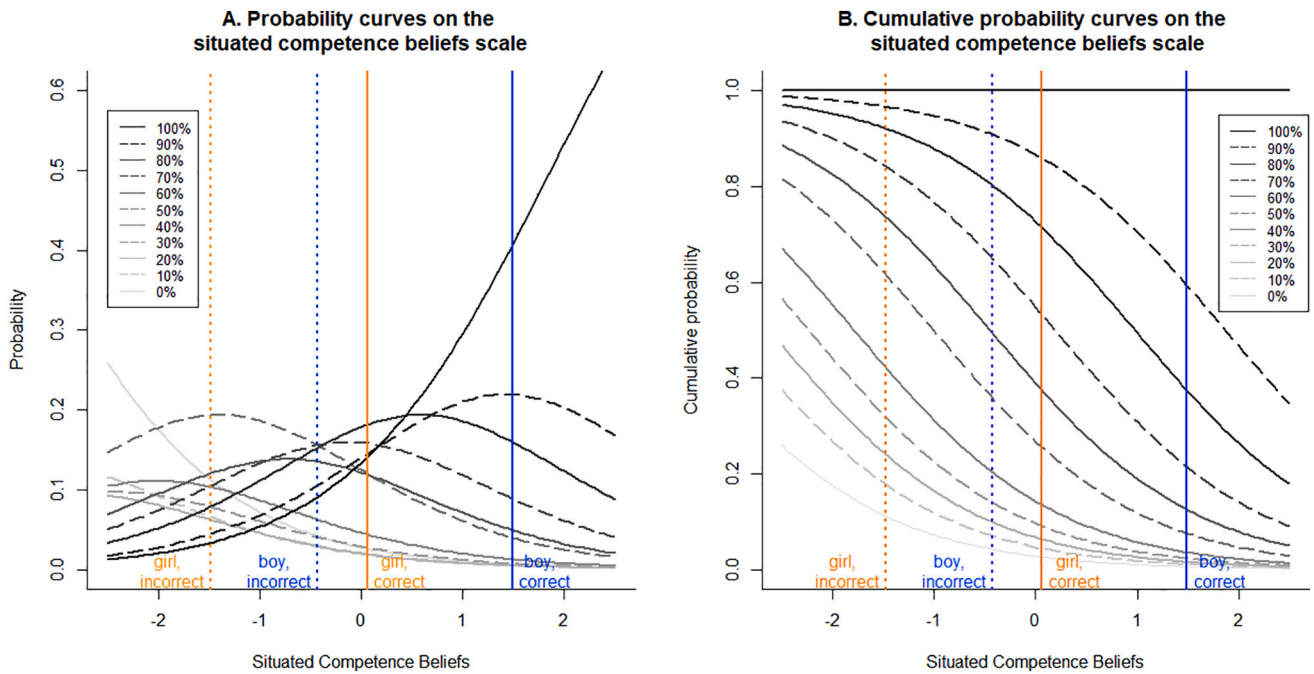 A. Probability curves on the
situated competence beliefs scale
Probability
0.0
0.1
0.2
0.3
0.4
0.5
0.6
100%
90%
80%
70%
60%
50%
40%
30%
20%
10%
0%
girl,
incorrect
boy,
incorrect
girl,
correct
boy,
correct
-2
-1
0
1
2
Situated Competence Beliefs
B. Cumulative probability curves on the
situated competence beliefs scale
Cumulative probability
0.0
0.2
0.4
0.6
0.8
1.0
100%
90%
80%
70%
60%
50%
40%
30%
20%
10%
0%
girl,
incorrect
boy,
incorrect
girl,
correct
boy,
correct
-2
-1
0
1
2
Situated Competence Beliefs